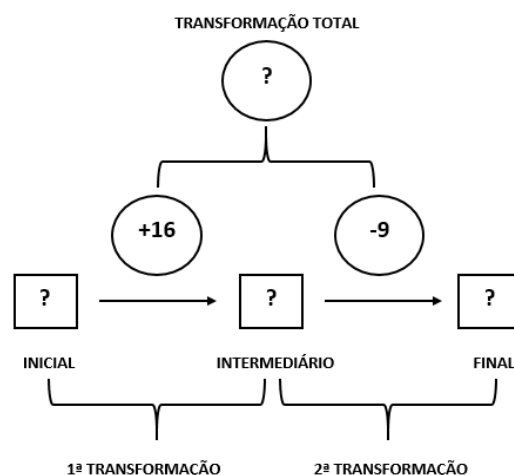 TRANSFORMAÇÃO TOTAL
?
+16
-9
?
?
?
INICIAL
INTERMEDIÁRIO
FINAL
1ª TRANSFORMAÇÃO
2ª TRANSFORMAÇÃO